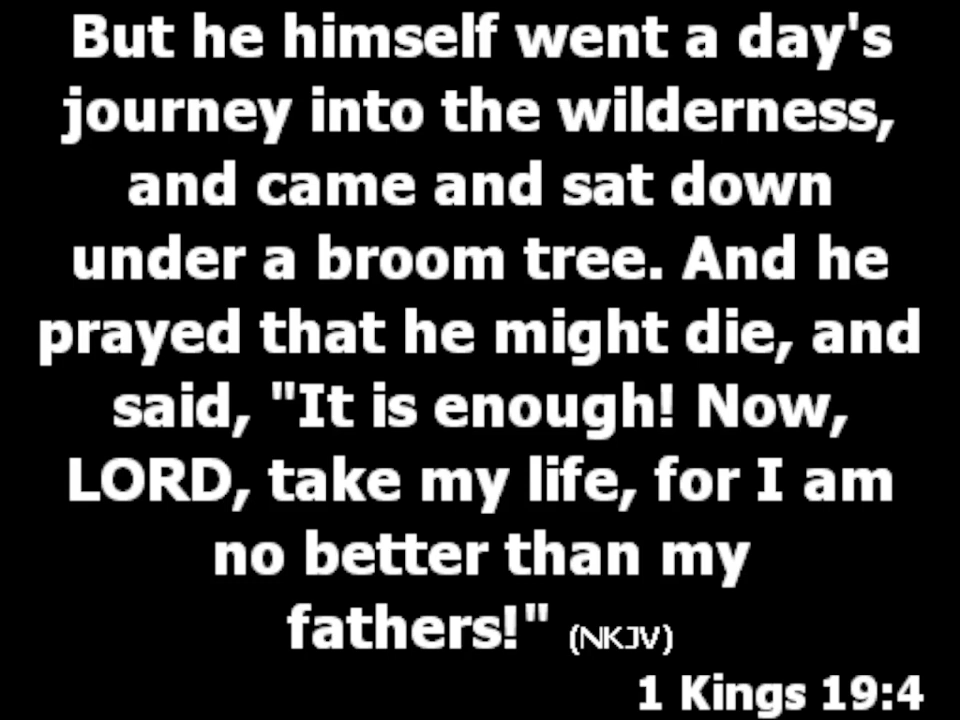 But he himself went a day's
journey into the wilderness,
and came and sat down
under a broom tree. And he
prayed that he might die, and
said, "It is enough! Now,
LORD, take my life, for I am
no better than my
fathers!" (NKJV)
1 Kings 19:4